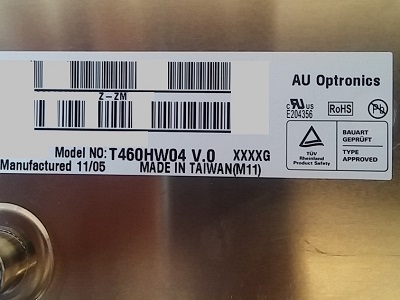 AU Optronics
Z-ZM
c RU US
E204356
RoHS
Pb
Model NO: T460HW04 V.0 XXXXG
Manufactured 11/05 MADE IN TAIWAN(M11)
TÜV
Rheinland
Product Safety
BAUART
GEPRÜFT
TYPE
APPROVED